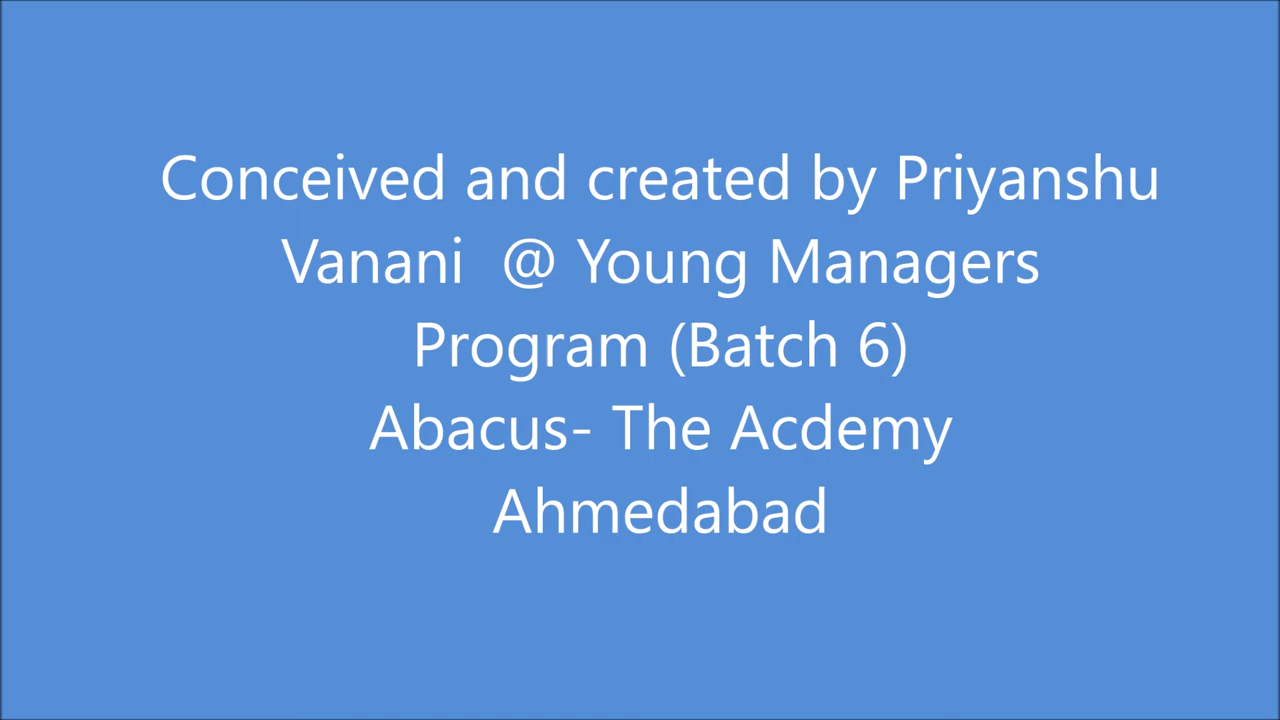 Conceived and created by Priyanshu
Vanani  @ Young Managers
Program (Batch 6)
Abacus- The Acdemy
Ahmedabad